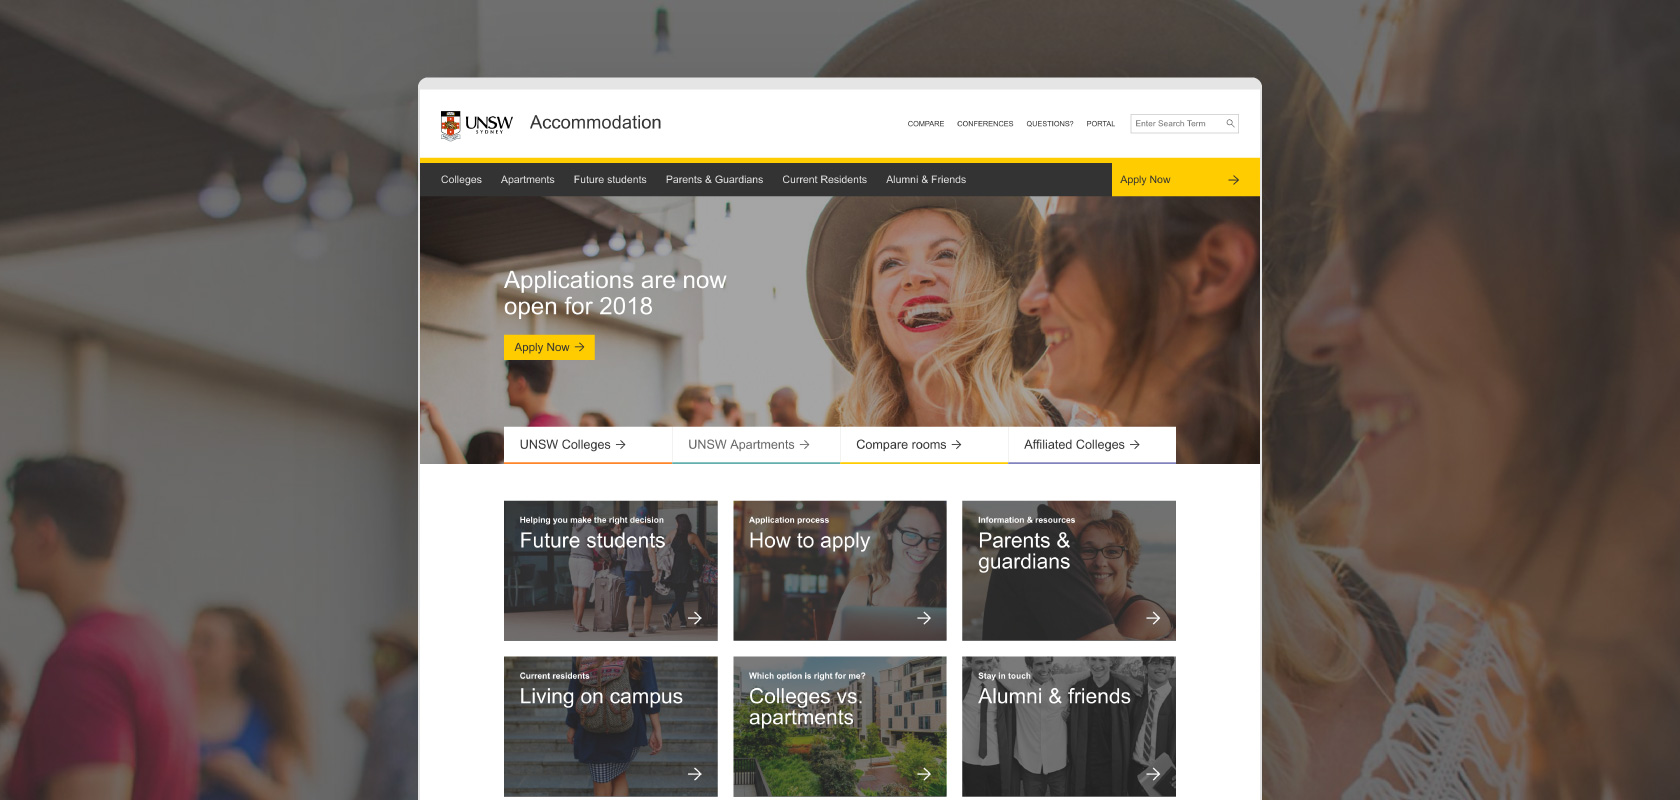 UNSW
SYDNEY
Accommodation
COMPARE CONFERENCES QUESTIONS? PORTAL Enter Search Term
Colleges Apartments Future students Parents & Guardians Current Residents Alumni & Friends Apply Now
Applications are now
open for 2018
Apply Now
UNSW Colleges UNSW Apartments Compare rooms Affiliated Colleges
Helping you make the right decision
Future students
Application process
How to apply
Information & resources
Parents &
guardians
Current residents
Living on campus
Which option is right for me?
Colleges vs.
apartments
Stay in touch
Alumni & friends